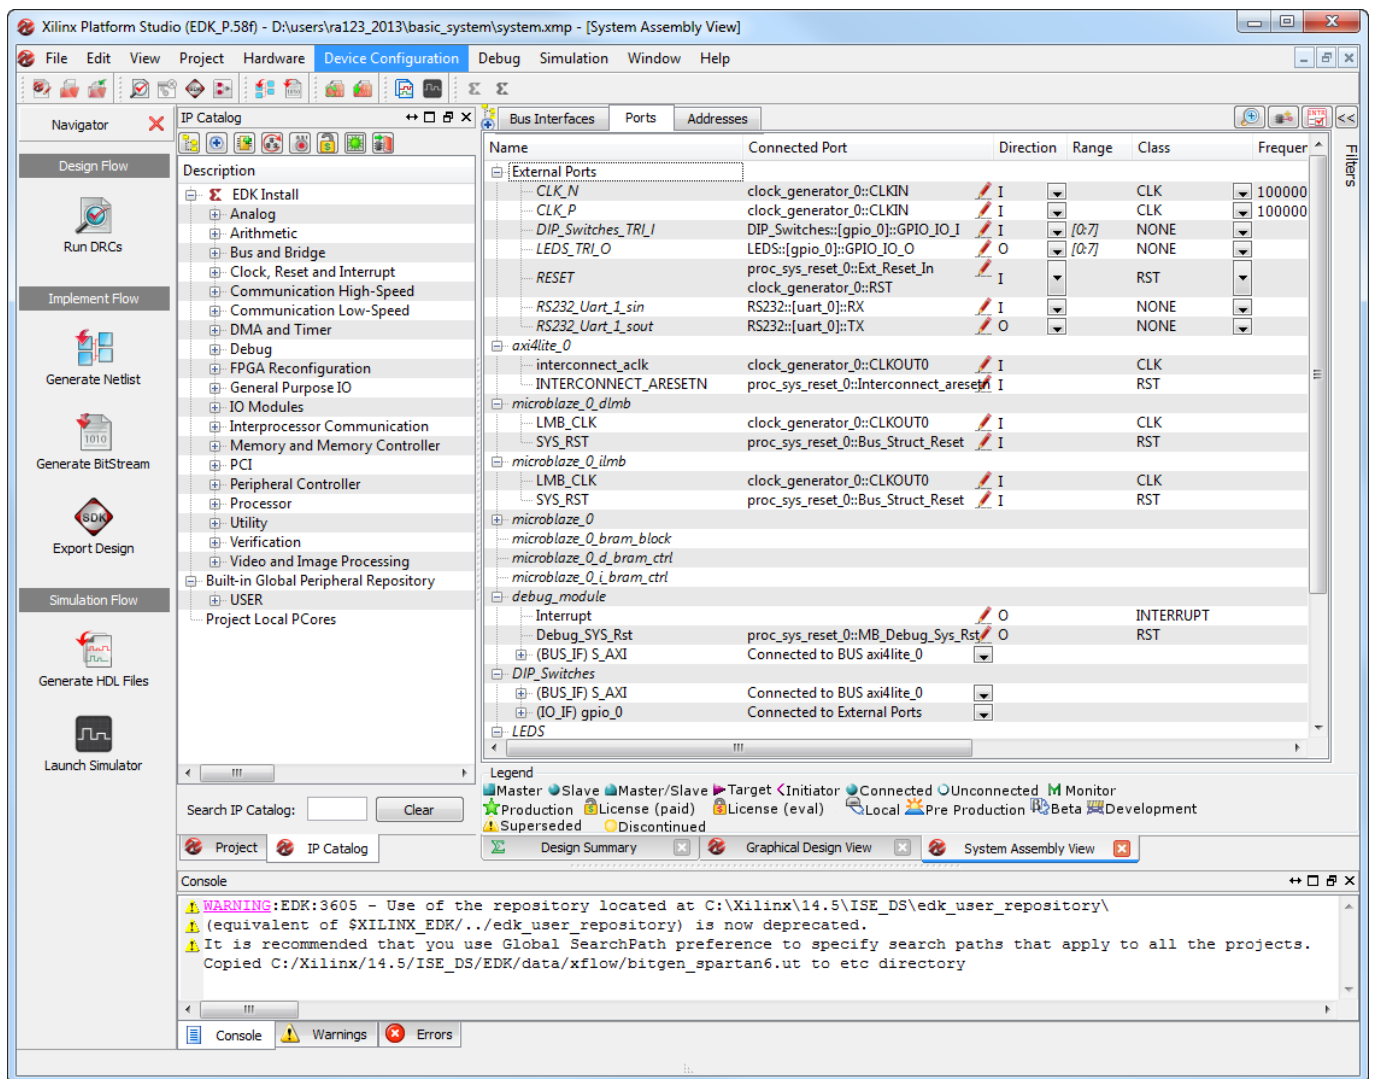 Xilinx Platform Studio (EDK_P.58f) - D:\users\ra123_2013\basic_system\system.xmp - [System Assembly View]
File Edit View Project Hardware Device Configuration Debug Simulation Window Help
Navigator
Design Flow
Run DRCs
Implement Flow
Generate Netlist
1010
Generate BitStream
SDK
Export Design
Simulation Flow
Generate HDL Files
Launch Simulator
IP Catalog
Description
EDK Install
Analog
Arithmetic
Bus and Bridge
Clock, Reset and Interrupt
Communication High-Speed
Communication Low-Speed
DMA and Timer
Debug
FPGA Reconfiguration
General Purpose IO
IO Modules
Interprocessor Communication
Memory and Memory Controller
PCI
Peripheral Controller
Processor
Utility
Verification
Video and Image Processing
Built-in Global Peripheral Repository
USER
Project Local PCores
Search IP Catalog: Clear
Project IP Catalog
Bus Interfaces Ports Addresses
Name Connected Port Direction Range Class Frequer
External Ports
CLK_N clock_generator_0::CLKIN I CLK 100000
CLK_P clock_generator_0::CLKIN I CLK 100000
DIP_Switches_TRI_I DIP_Switches::[gpio_0]::GPIO_IO_I I [0:7] NONE
LEDS_TRI_O LEDS::[gpio_0]::GPIO_IO_O O [0:7] NONE
RESET proc_sys_reset_0::Ext_Reset_In I RST
clock_generator_0::RST
RS232_Uart_1_sin RS232::[uart_0]::RX I NONE
RS232_Uart_1_sout RS232::[uart_0]::TX O NONE
axi4lite_0
interconnect_aclk clock_generator_0::CLKOUT0 I CLK
INTERCONNECT_ARESETN proc_sys_reset_0::Interconnect_aresetn I RST
microblaze_0_dlmb
LMB_CLK clock_generator_0::CLKOUT0 I CLK
SYS_RST proc_sys_reset_0::Bus_Struct_Reset I RST
microblaze_0_ilmb
LMB_CLK clock_generator_0::CLKOUT0 I CLK
SYS_RST proc_sys_reset_0::Bus_Struct_Reset I RST
microblaze_0
microblaze_0_bram_block
microblaze_0_d_bram_ctrl
microblaze_0_i_bram_ctrl
debug_module
Interrupt O INTERRUPT
Debug_SYS_Rst proc_sys_reset_0::MB_Debug_Sys_Rst O RST
(BUS_IF) S_AXI Connected to BUS axi4lite_0
DIP_Switches
(BUS_IF) S_AXI Connected to BUS axi4lite_0
(IO_IF) gpio_0 Connected to External Ports
LEDS
<<
Filters
Legend
Master Slave Master/Slave Target Initiator Connected Unconnected M Monitor
Production License (paid) License (eval) Local Pre Production Beta Development
Superseded Discontinued
Design Summary Graphical Design View System Assembly View
Console
WARNING:EDK:3605 - Use of the repository located at C:\Xilinx\14.5\ISE_DS\edk_user_repository\
(equivalent of $XILINX_EDK/../edk_user_repository) is now deprecated.
It is recommended that you use Global SearchPath preference to specify search paths that apply to all the projects.
Copied C:/Xilinx/14.5/ISE_DS/EDK/data/xflow/bitgen_spartan6.ut to etc directory
Console Warnings Errors